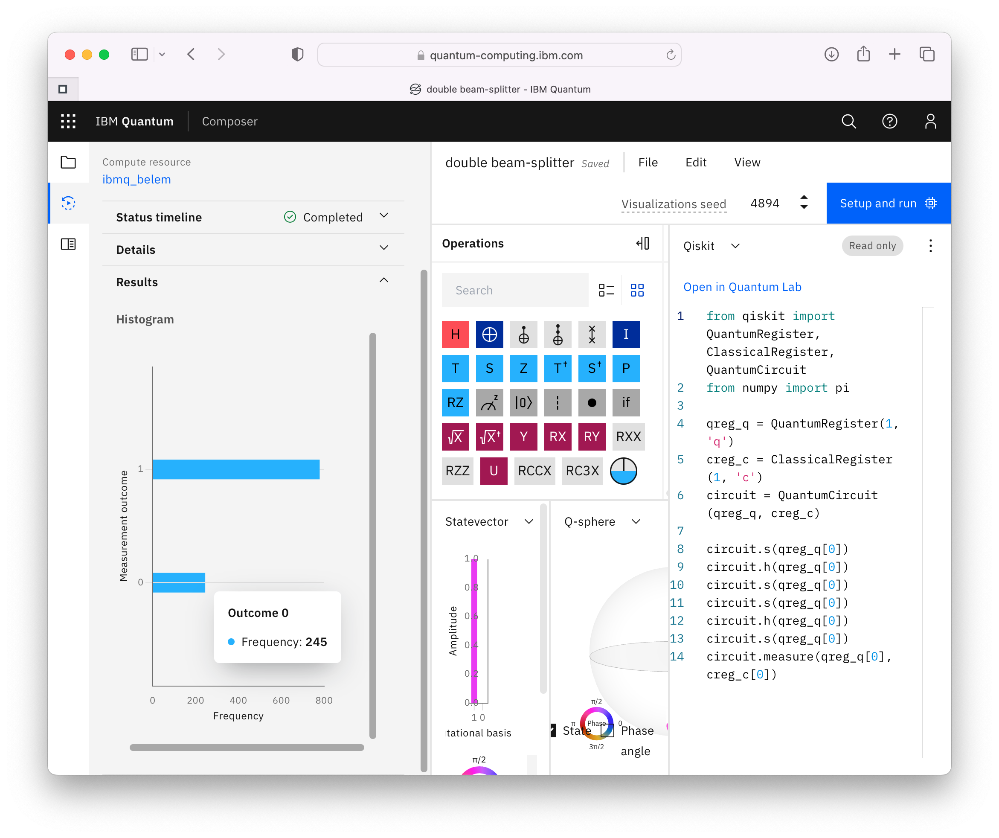 quantum-computing.ibm.com
double beam-splitter - IBM Quantum
IBM Quantum
Composer
Compute resource
ibmq_belem
Status timeline
Completed
Details
Results
Histogram
Measurement outcome
1
0
Outcome 0
Frequency: 245
0 200 400 600 800
Frequency
double beam-splitter Saved
File Edit View
Visualizations seed 4894
Setup and run
Operations
Search
H I
T S Z T† S† P
RZ z |0⟩ if
√X √X† Y RX RY RXX
RZZ U RCCX RC3X
Statevector
Amplitude
1.0
0.8
0.6
0.4
0.2
0.0
1 0
tational basis
π/2
Q-sphere
π/2
π Phase 0
3π/2
State
Phase
angle
Qiskit
Read only
Open in Quantum Lab
1 from qiskit import
QuantumRegister,
ClassicalRegister,
QuantumCircuit
2 from numpy import pi
3
4 qreg_q = QuantumRegister(1,
'q')
5 creg_c = ClassicalRegister
(1, 'c')
6 circuit = QuantumCircuit
(qreg_q, creg_c)
7
8 circuit.s(qreg_q[0])
9 circuit.h(qreg_q[0])
10 circuit.s(qreg_q[0])
11 circuit.s(qreg_q[0])
12 circuit.h(qreg_q[0])
13 circuit.s(qreg_q[0])
14 circuit.measure(qreg_q[0],
creg_c[0])